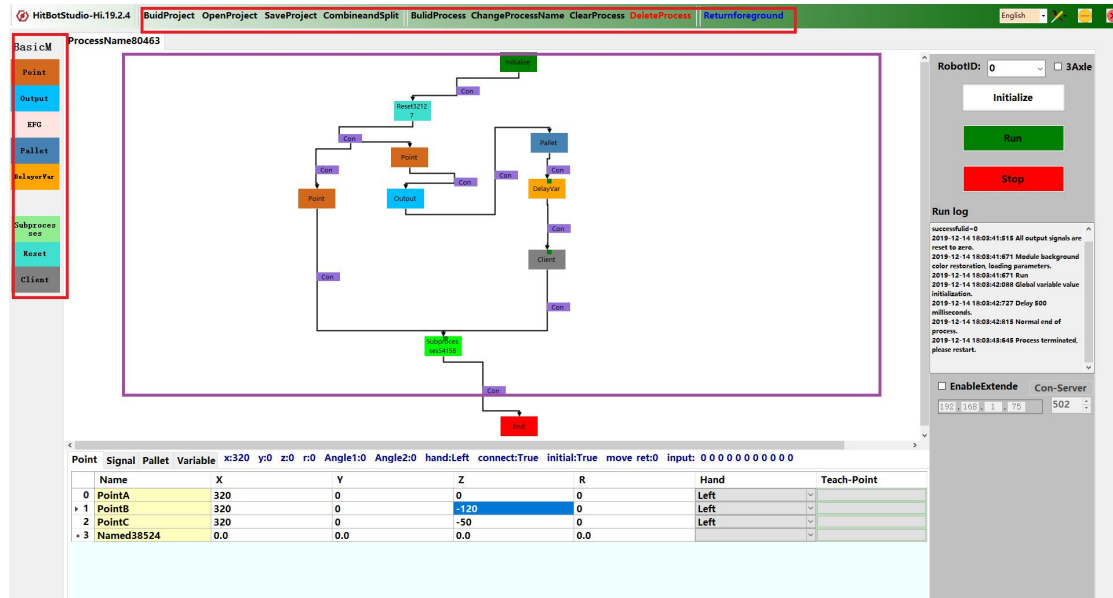 HitBotStudio-Hi.19.2.4 BuidProject OpenProject SaveProject CombineandSplit BulidProcess ChangeProcessName ClearProcess DeleteProcess Returnforeground English
BasicM
ProcessName80463
Point
Output
EFG
Pallet
DelayorVar
Subproces
ses
Reset
Client
Initialize
Con
Reset3212
7
Con
Point
Con
Con
Point
Output
Con
Pallet
Con
DelayVar
Con
Client
Con
Con
Subproces
ses54158
Con
End
RobotID: 0 3Axle
Initialize
Run
Stop
Run log
successfulid=0
2019-12-14 18:03:41:515 All output signals are
reset to zero.
2019-12-14 18:03:41:671 Module background
color restoration, loading parameters.
2019-12-14 18:03:41:671 Run
2019-12-14 18:03:42:088 Global variable value
initialization.
2019-12-14 18:03:42:727 Delay 500
milliseconds.
2019-12-14 18:03:42:815 Normal end of
process.
2019-12-14 18:03:43:645 Process terminated,
please restart.
EnableExtende Con-Server
192 . 168 . 1 . 75 502
Point Signal Pallet Variable x:320 y:0 z:0 r:0 Angle1:0 Angle2:0 hand:Left connect:True initial:True move ret:0 input: 0 0 0 0 0 0 0 0 0 0 0
Name X Y Z R Hand Teach-Point
0 PointA 320 0 0 0 Left
1 PointB 320 0 -120 0 Left
2 PointC 320 0 -50 0 Left
3 Named38524 0.0 0.0 0.0 0.0